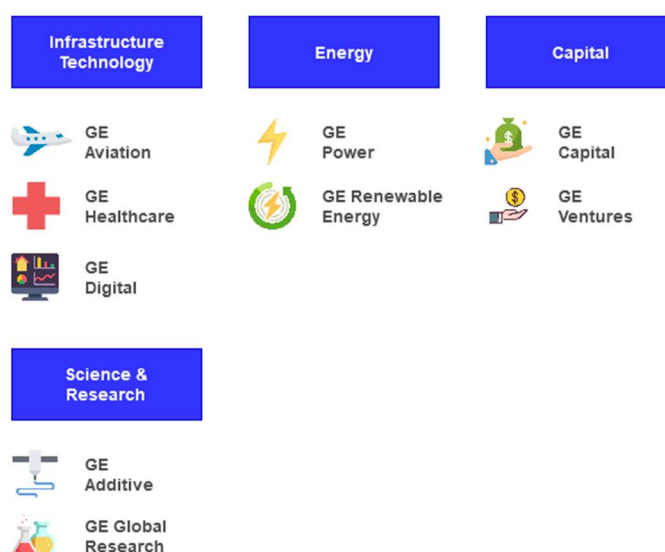 Infrastructure
Technology
GE
Aviation
GE
Healthcare
GE
Digital
Energy
GE
Power
GE Renewable
Energy
Capital
GE
Capital
GE
Ventures
Science &
Research
GE
Additive
GE Global
Research